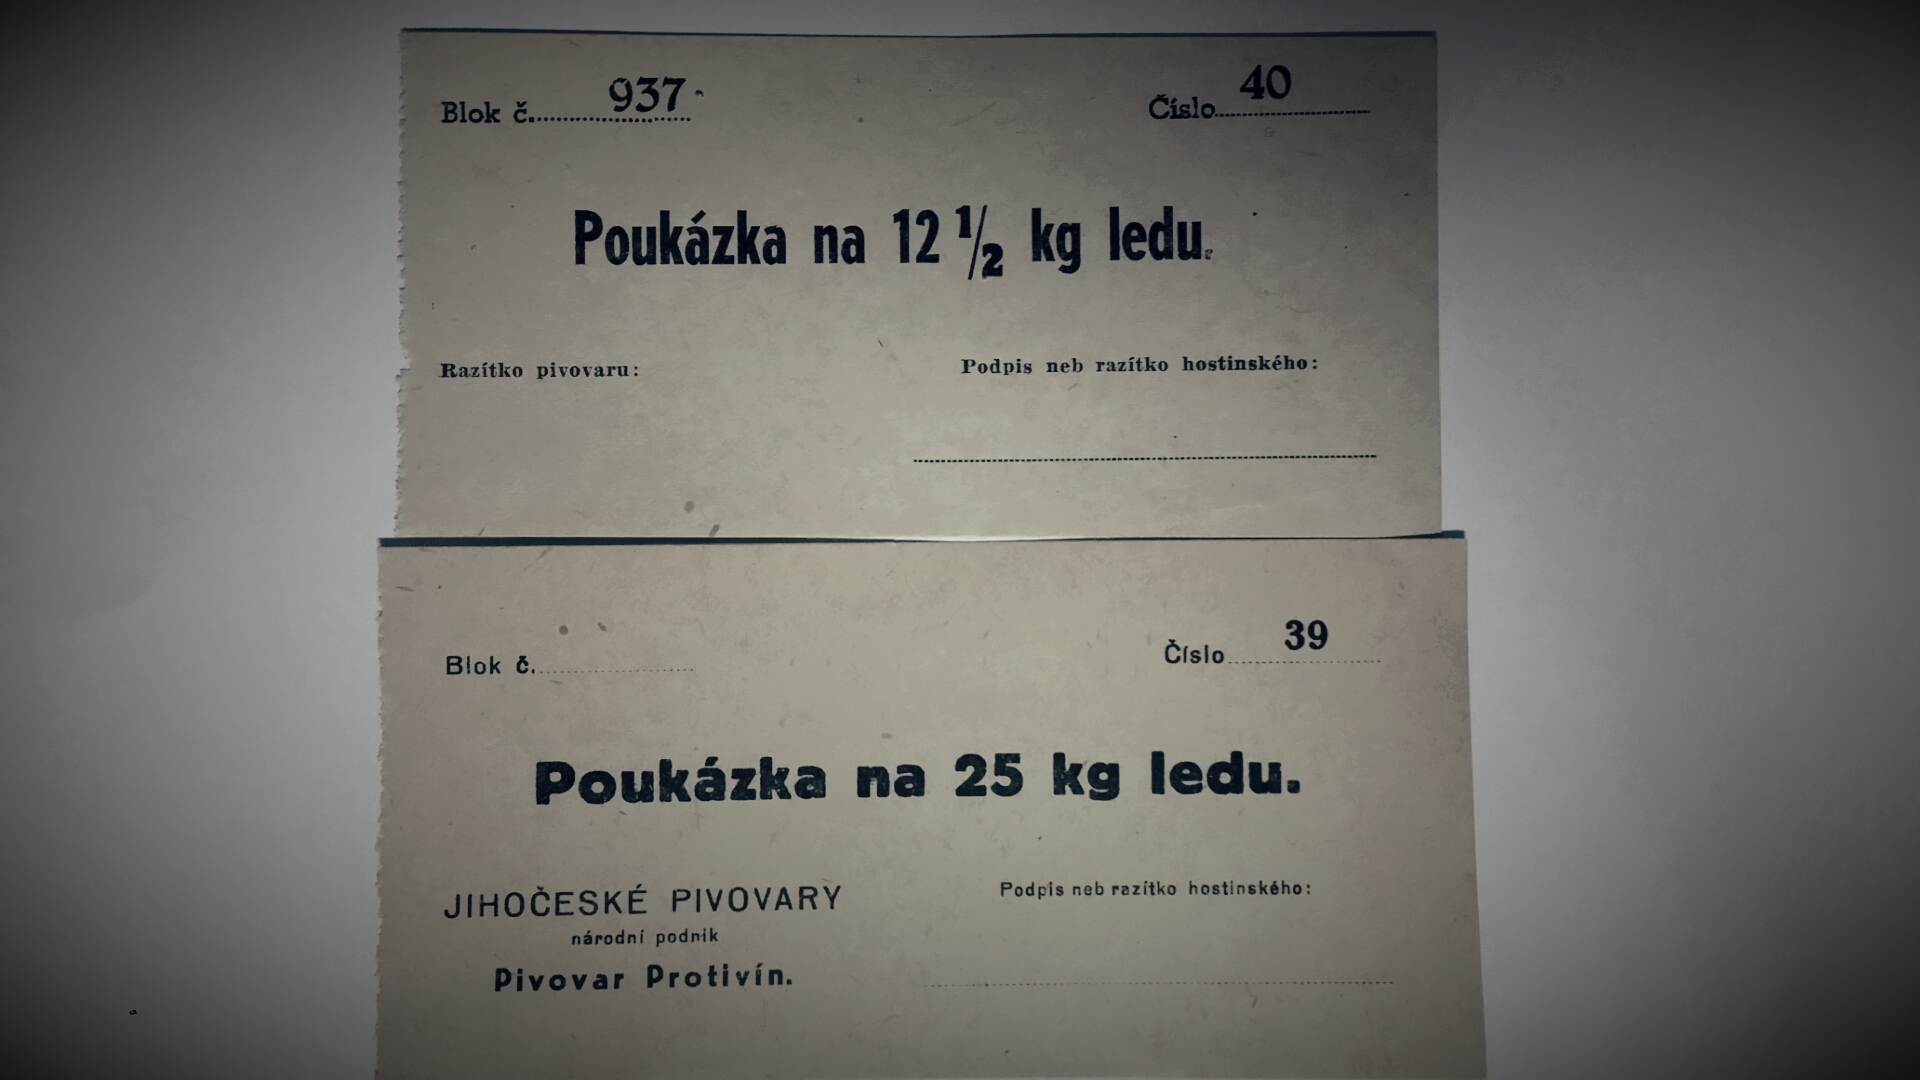 Blok č. 937 Číslo 40
Poukázka na 12 ½ kg ledu.
Razítko pivovaru: Podpis neb razítko hostinského:
Blok č. Číslo 39
Poukázka na 25 kg ledu.
JIHOČESKÉ PIVOVARY Podpis neb razítko hostinského:
národní podnik
Pivovar Protivín.